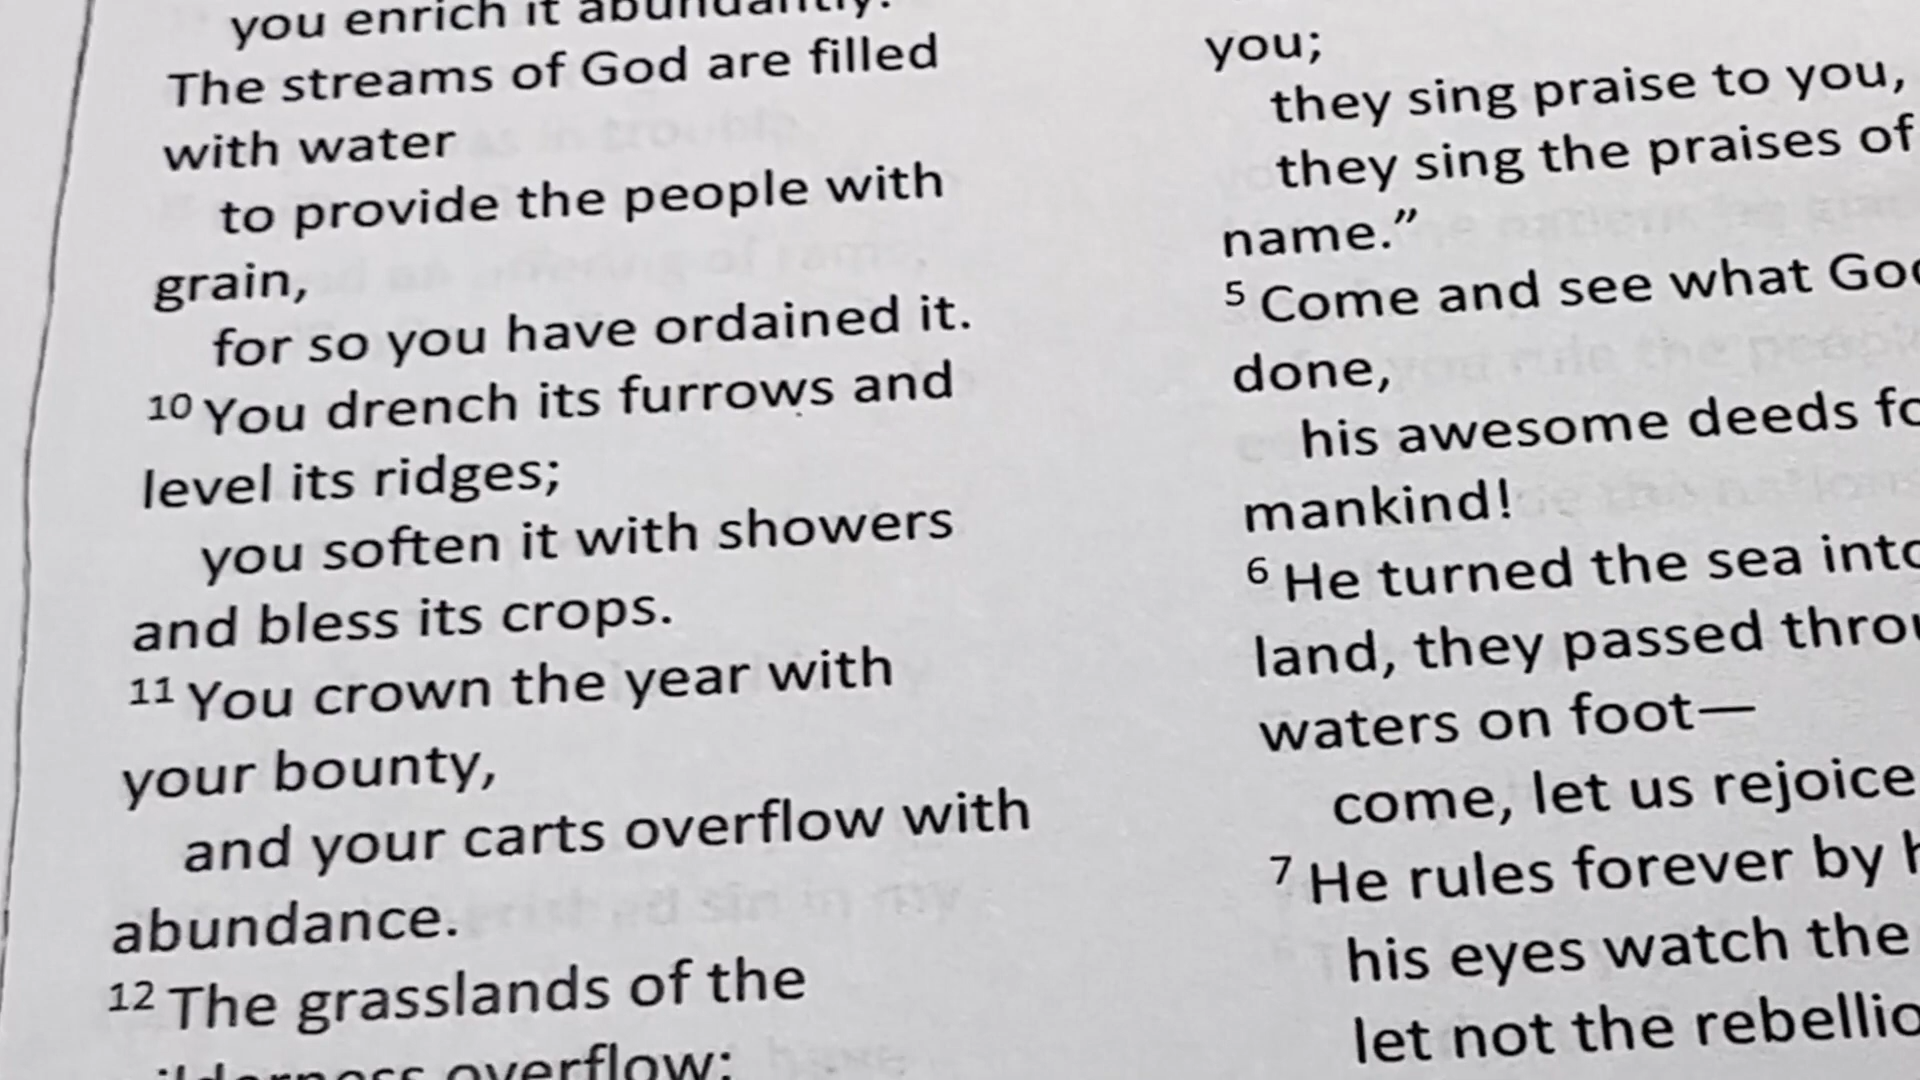 you enrich it abundantly.
The streams of God are filled
with water
to provide the people with
grain,
for so you have ordained it.
10 You drench its furrows and
level its ridges;
you soften it with showers
and bless its crops.
11 You crown the year with
your bounty,
and your carts overflow with
abundance.
12 The grasslands of the
overflow;
you;
they sing praise to you,
they sing the praises of
name.”
5 Come and see what
done,
his awesome deeds
mankind!
6 He turned the sea
land, they passed
waters on foot—
come, let us rejoice
7 He rules forever by
his eyes watch the
let not the